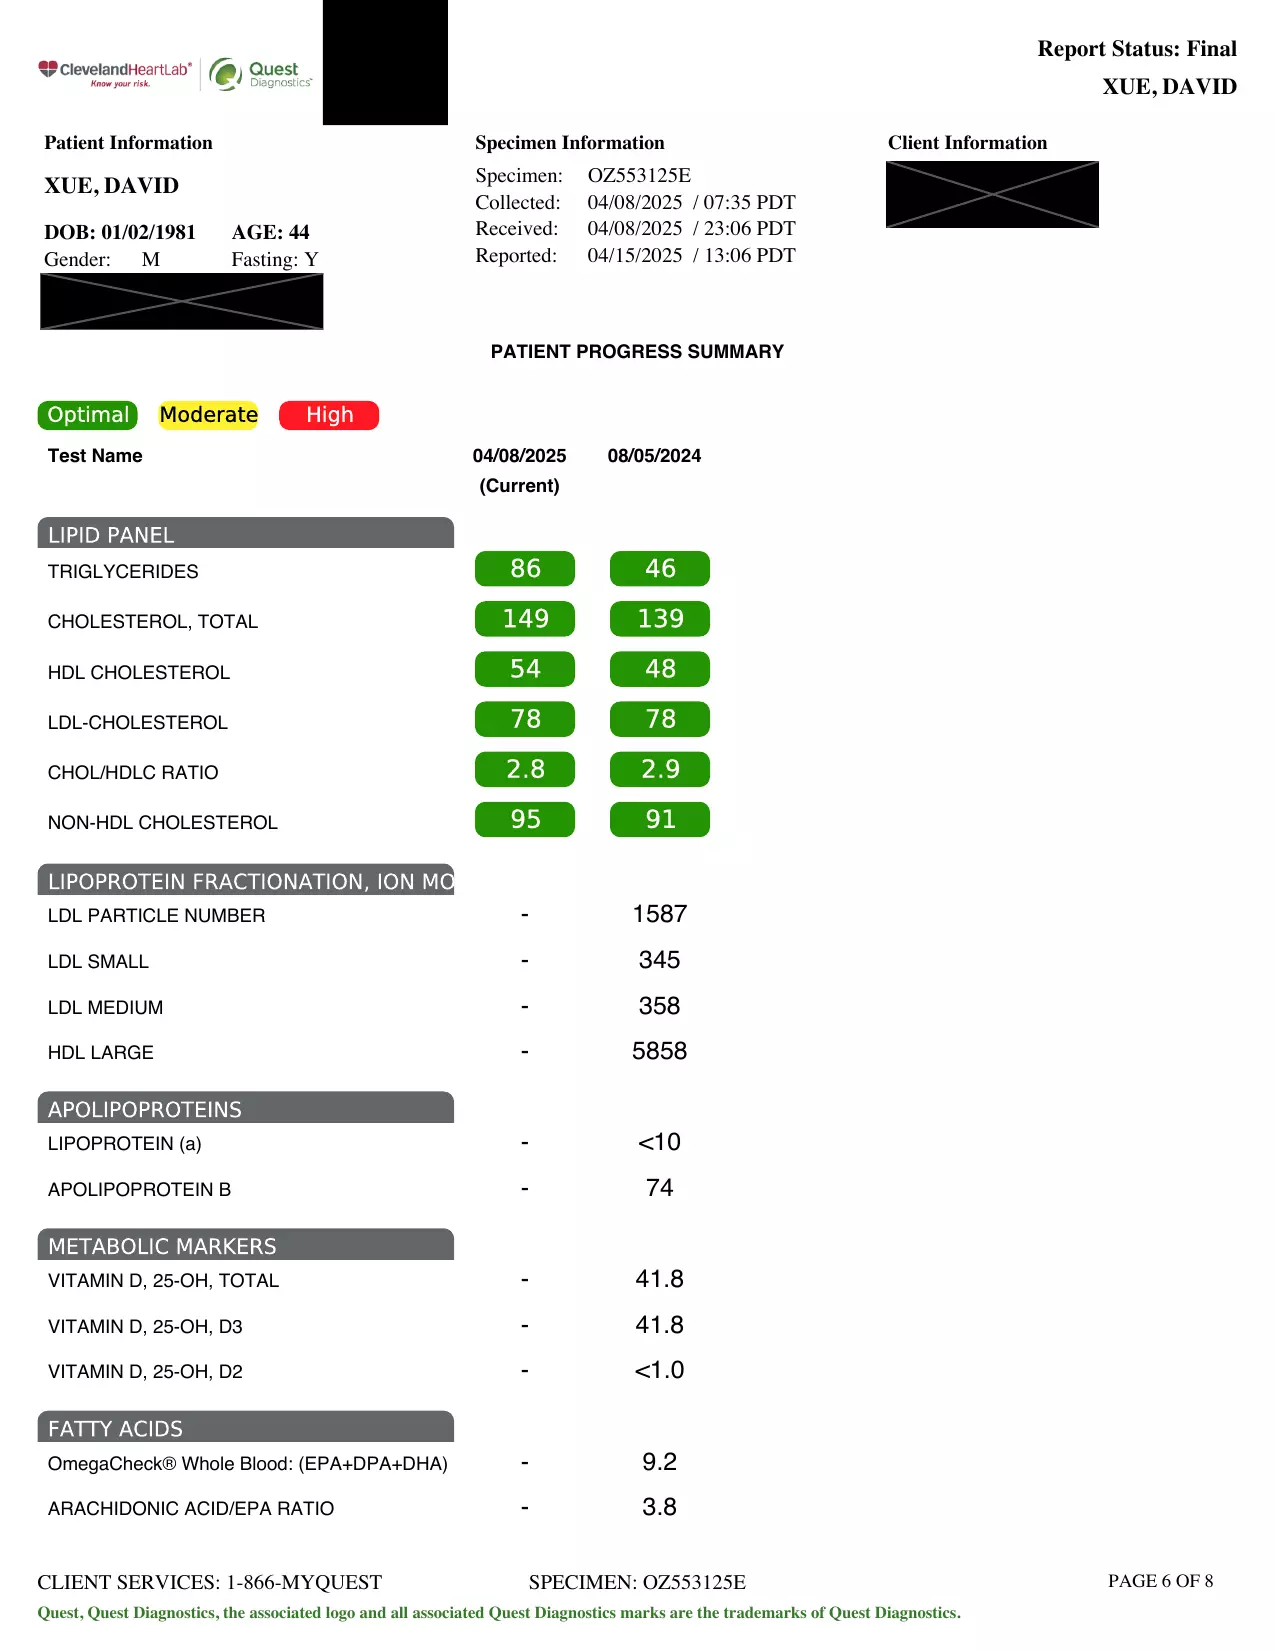 ClevelandHeartLab®
Know your risk.
Quest
Diagnostics™
Report Status: Final
XUE, DAVID
Patient Information
XUE, DAVID
DOB: 01/02/1981 AGE: 44
Gender: M Fasting: Y
Specimen Information
Specimen: OZ553125E
Collected: 04/08/2025 / 07:35 PDT
Received: 04/08/2025 / 23:06 PDT
Reported: 04/15/2025 / 13:06 PDT
Client Information
PATIENT PROGRESS SUMMARY
Optimal Moderate High
Test Name 04/08/2025 08/05/2024
(Current)
LIPID PANEL
TRIGLYCERIDES 86 46
CHOLESTEROL, TOTAL 149 139
HDL CHOLESTEROL 54 48
LDL-CHOLESTEROL 78 78
CHOL/HDLC RATIO 2.8 2.9
NON-HDL CHOLESTEROL 95 91
LIPOPROTEIN FRACTIONATION, ION MO
LDL PARTICLE NUMBER - 1587
LDL SMALL - 345
LDL MEDIUM - 358
HDL LARGE - 5858
APOLIPOPROTEINS
LIPOPROTEIN (a) - <10
APOLIPOPROTEIN B - 74
METABOLIC MARKERS
VITAMIN D, 25-OH, TOTAL - 41.8
VITAMIN D, 25-OH, D3 - 41.8
VITAMIN D, 25-OH, D2 - <1.0
FATTY ACIDS
OmegaCheck® Whole Blood: (EPA+DPA+DHA) - 9.2
ARACHIDONIC ACID/EPA RATIO - 3.8
CLIENT SERVICES: 1-866-MYQUEST SPECIMEN: OZ553125E PAGE 6 OF 8
Quest, Quest Diagnostics, the associated logo and all associated Quest Diagnostics marks are the trademarks of Quest Diagnostics.